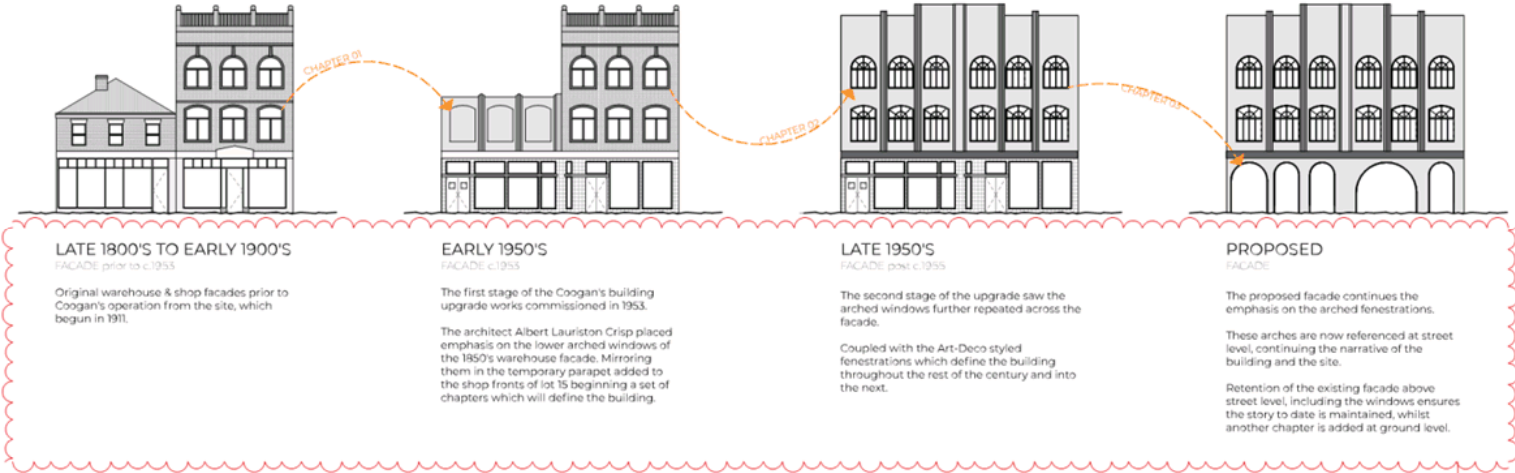 CHAPTER 01
CHAPTER 02
CHAPTER 03
LATE 1800'S TO EARLY 1900'S
FACADE prior to c.1953
Original warehouse & shop facades prior to
Coogan's operation from the site, which
begun in 1911.
EARLY 1950'S
FACADE c.1953
The first stage of the Coogan's building
upgrade works commissioned in 1953.
The architect Albert Lauriston Crisp placed
emphasis on the lower arched windows of
the 1850's warehouse facade. Mirroring
them in the temporary parapet added to
the shop fronts of lot 15 beginning a set of
chapters which will define the building.
LATE 1950'S
FACADE post c.1955
The second stage of the upgrade saw the
arched windows further repeated across the
facade.
Coupled with the Art-Deco styled
fenestrations which define the building
throughout the rest of the century and into
the next.
PROPOSED
FACADE
The proposed facade continues the
emphasis on the arched fenestrations.
These arches are now referenced at street
level, continuing the narrative of the
building and the site.
Retention of the existing facade above
street level, including the windows ensures
the story to date is maintained, whilst
another chapter is added at ground level.